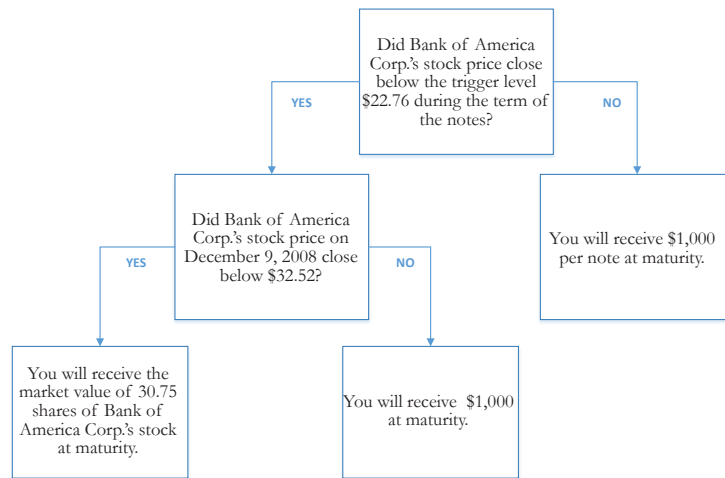 Did Bank of America
Corp.'s stock price close
below the trigger level
$22.76 during the term of
the notes?
YES
NO
Did Bank of America
Corp.'s stock price on
December 9, 2008 close
below $32.52?
You will receive $1,000
per note at maturity.
YES
NO
You will receive the
market value of 30.75
shares of Bank of
America Corp.'s stock
at maturity.
You will receive $1,000
at maturity.